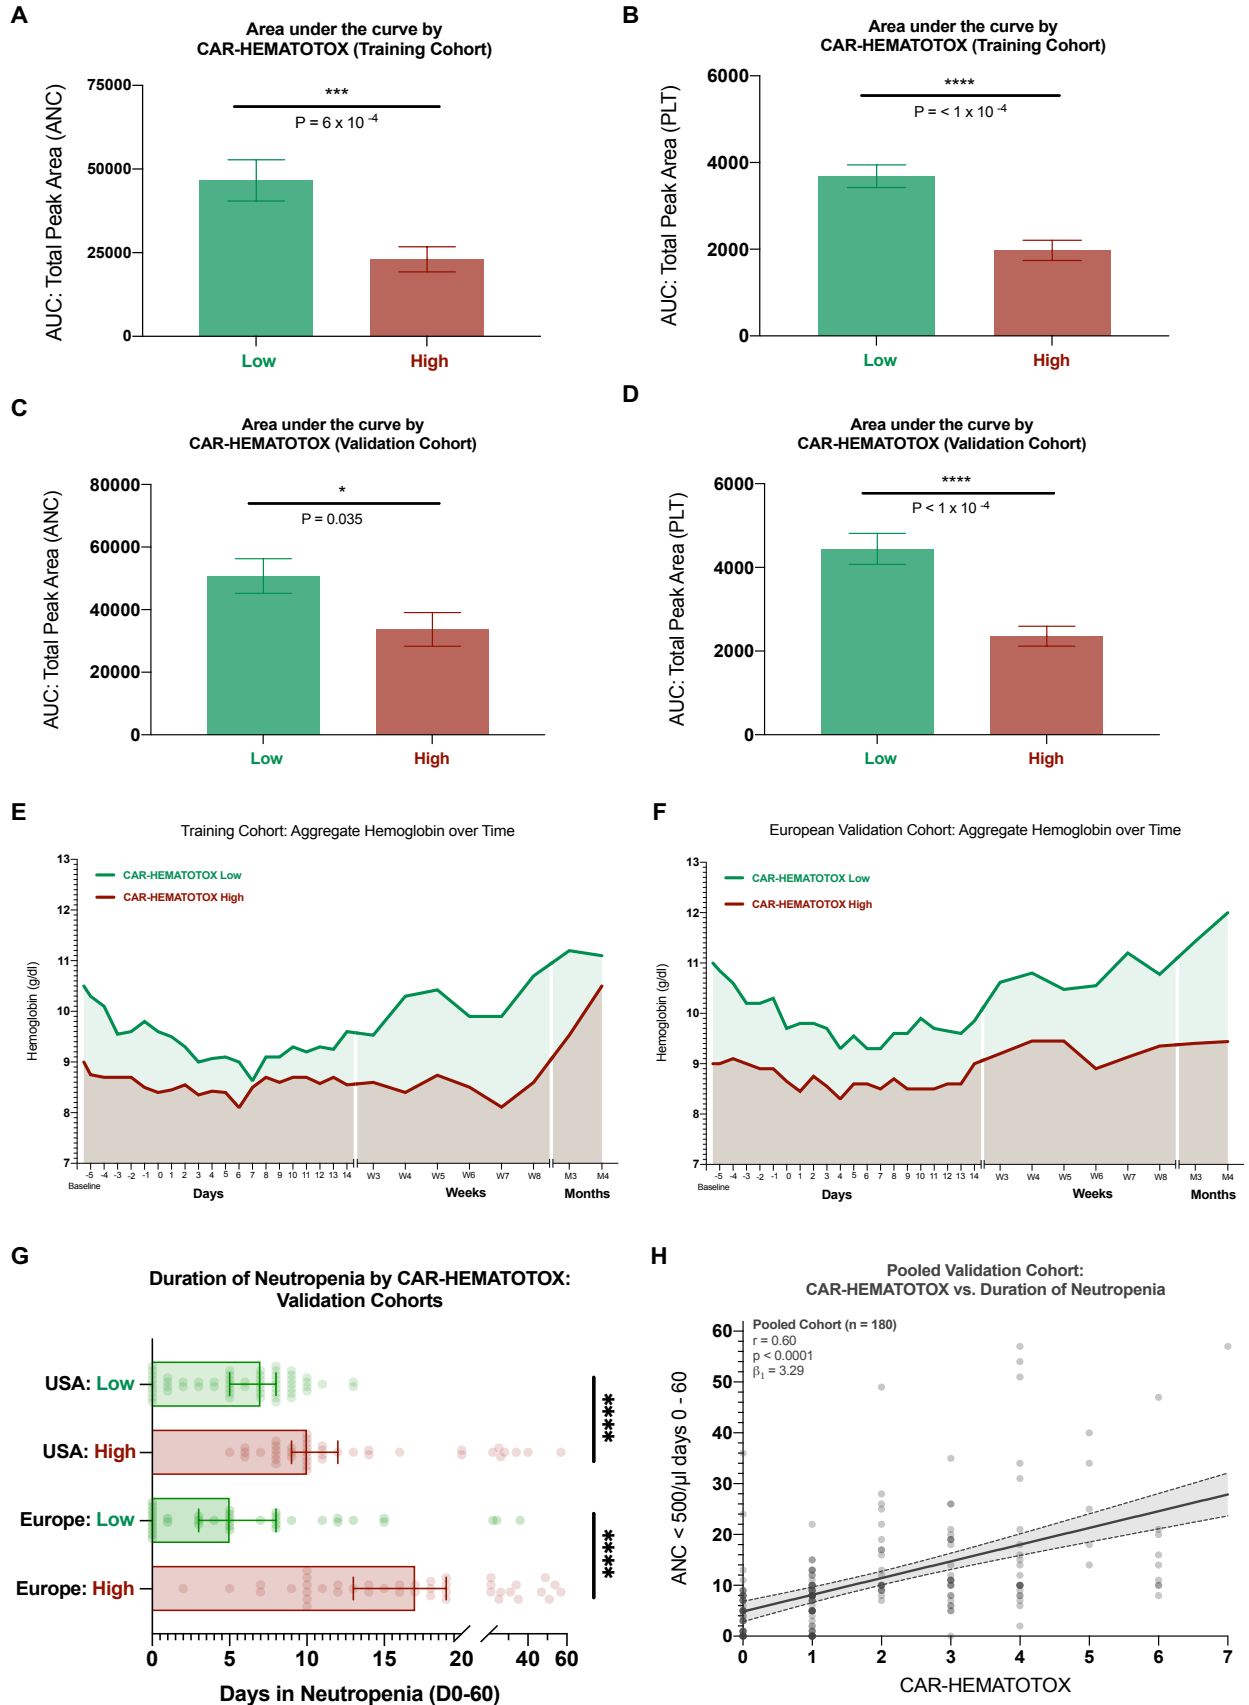 A
Area under the curve by
CAR-HEMATOTOX (Training Cohort)
AUC: Total Peak Area (ANC)
75000
50000
25000
0
***
P = 6 x 10 -4
Low
High
B
Area under the curve by
CAR-HEMATOTOX (Training Cohort)
AUC: Total Peak Area (PLT)
6000
4000
2000
0
****
P = < 1 x 10 -4
Low
High
C
Area under the curve by
CAR-HEMATOTOX (Validation Cohort)
AUC: Total Peak Area (ANC)
80000
60000
40000
20000
0
*
P = 0.035
Low
High
D
Area under the curve by
CAR-HEMATOTOX (Validation Cohort)
AUC: Total Peak Area (PLT)
6000
4000
2000
0
****
P < 1 x 10 -4
Low
High
E
Training Cohort: Aggregate Hemoglobin over Time
CAR-HEMATOTOX Low
CAR-HEMATOTOX High
Hemoglobin (g/dl)
13
12
11
10
9
8
7
-5 -4 -3 -2 -1 0 1 2 3 4 5 6 7 8 9 10 11 12 13 14 W3 W4 W5 W6 W7 W8 M3 M4
Baseline
Days
Weeks
Months
F
European Validation Cohort: Aggregate Hemoglobin over Time
CAR-HEMATOTOX Low
CAR-HEMATOTOX High
Hemoglobin (g/dl)
13
12
11
10
9
8
7
-5 -4 -3 -2 -1 0 1 2 3 4 5 6 7 8 9 10 11 12 13 14 W3 W4 W5 W6 W7 W8 M3 M4
Baseline
Days
Weeks
Months
G
Duration of Neutropenia by CAR-HEMATOTOX:
Validation Cohorts
USA: Low
USA: High
Europe: Low
Europe: High
****
****
0 5 10 15 20 40 60
Days in Neutropenia (D0-60)
H
Pooled Validation Cohort:
CAR-HEMATOTOX vs. Duration of Neutropenia
Pooled Cohort (n = 180)
r = 0.60
p < 0.0001
β1 = 3.29
ANC < 500/µl days 0 - 60
60
50
40
30
20
10
0
0 1 2 3 4 5 6 7
CAR-HEMATOTOX